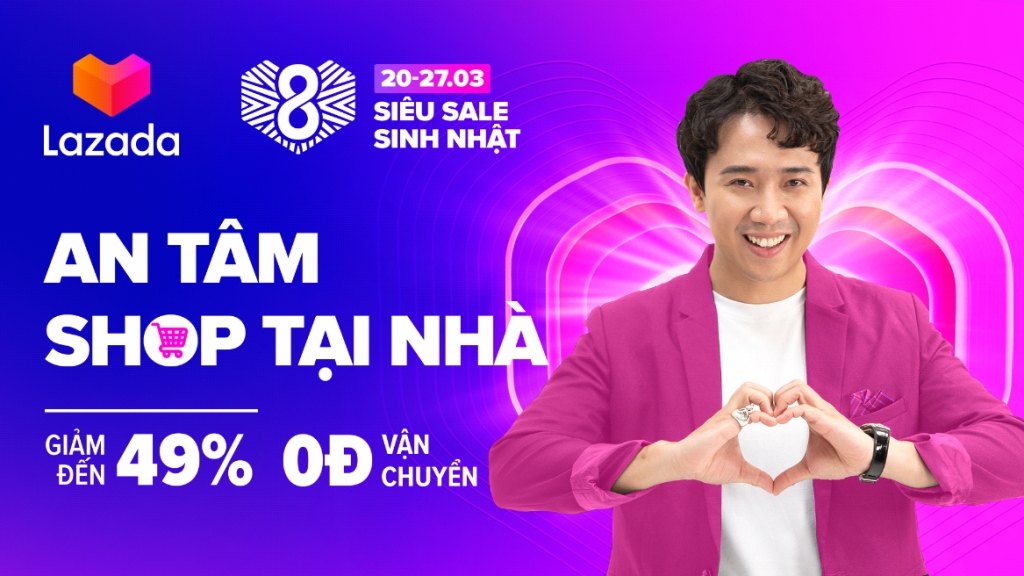 Lazada
8
20-27.03
SIÊU SALE
SINH NHẬT
AN TÂM
SHOP TẠI NHÀ
GIẢM
ĐẾN
49%
0Đ
VẬN
CHUYỂN